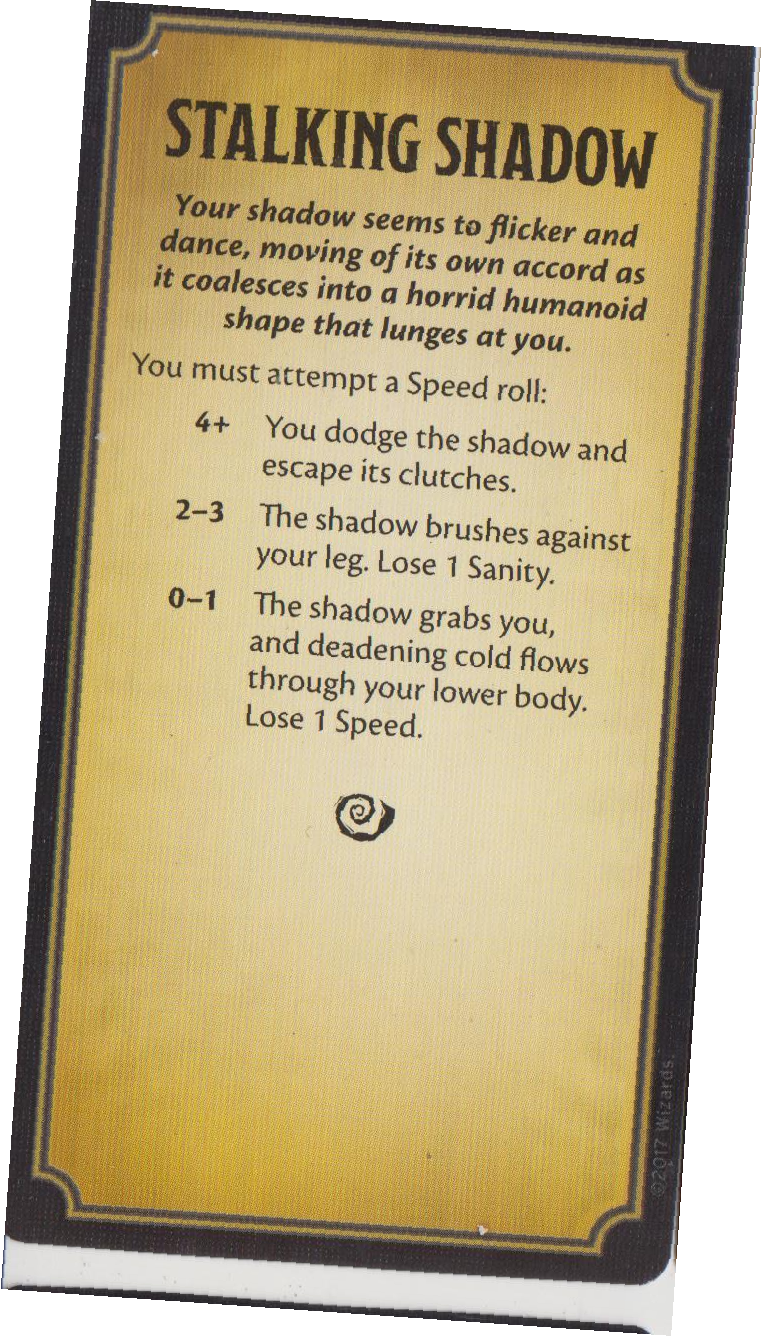 STALKING SHADOW
Your shadow seems to flicker and
dance, moving of its own accord as
it coalesces into a horrid humanoid
shape that lunges at you.
You must attempt a Speed roll:
4+ You dodge the shadow and
escape its clutches.
2–3 The shadow brushes against
your leg. Lose 1 Sanity.
0–1 The shadow grabs you,
and deadening cold flows
through your lower body.
Lose 1 Speed.
©2017 Wizards.